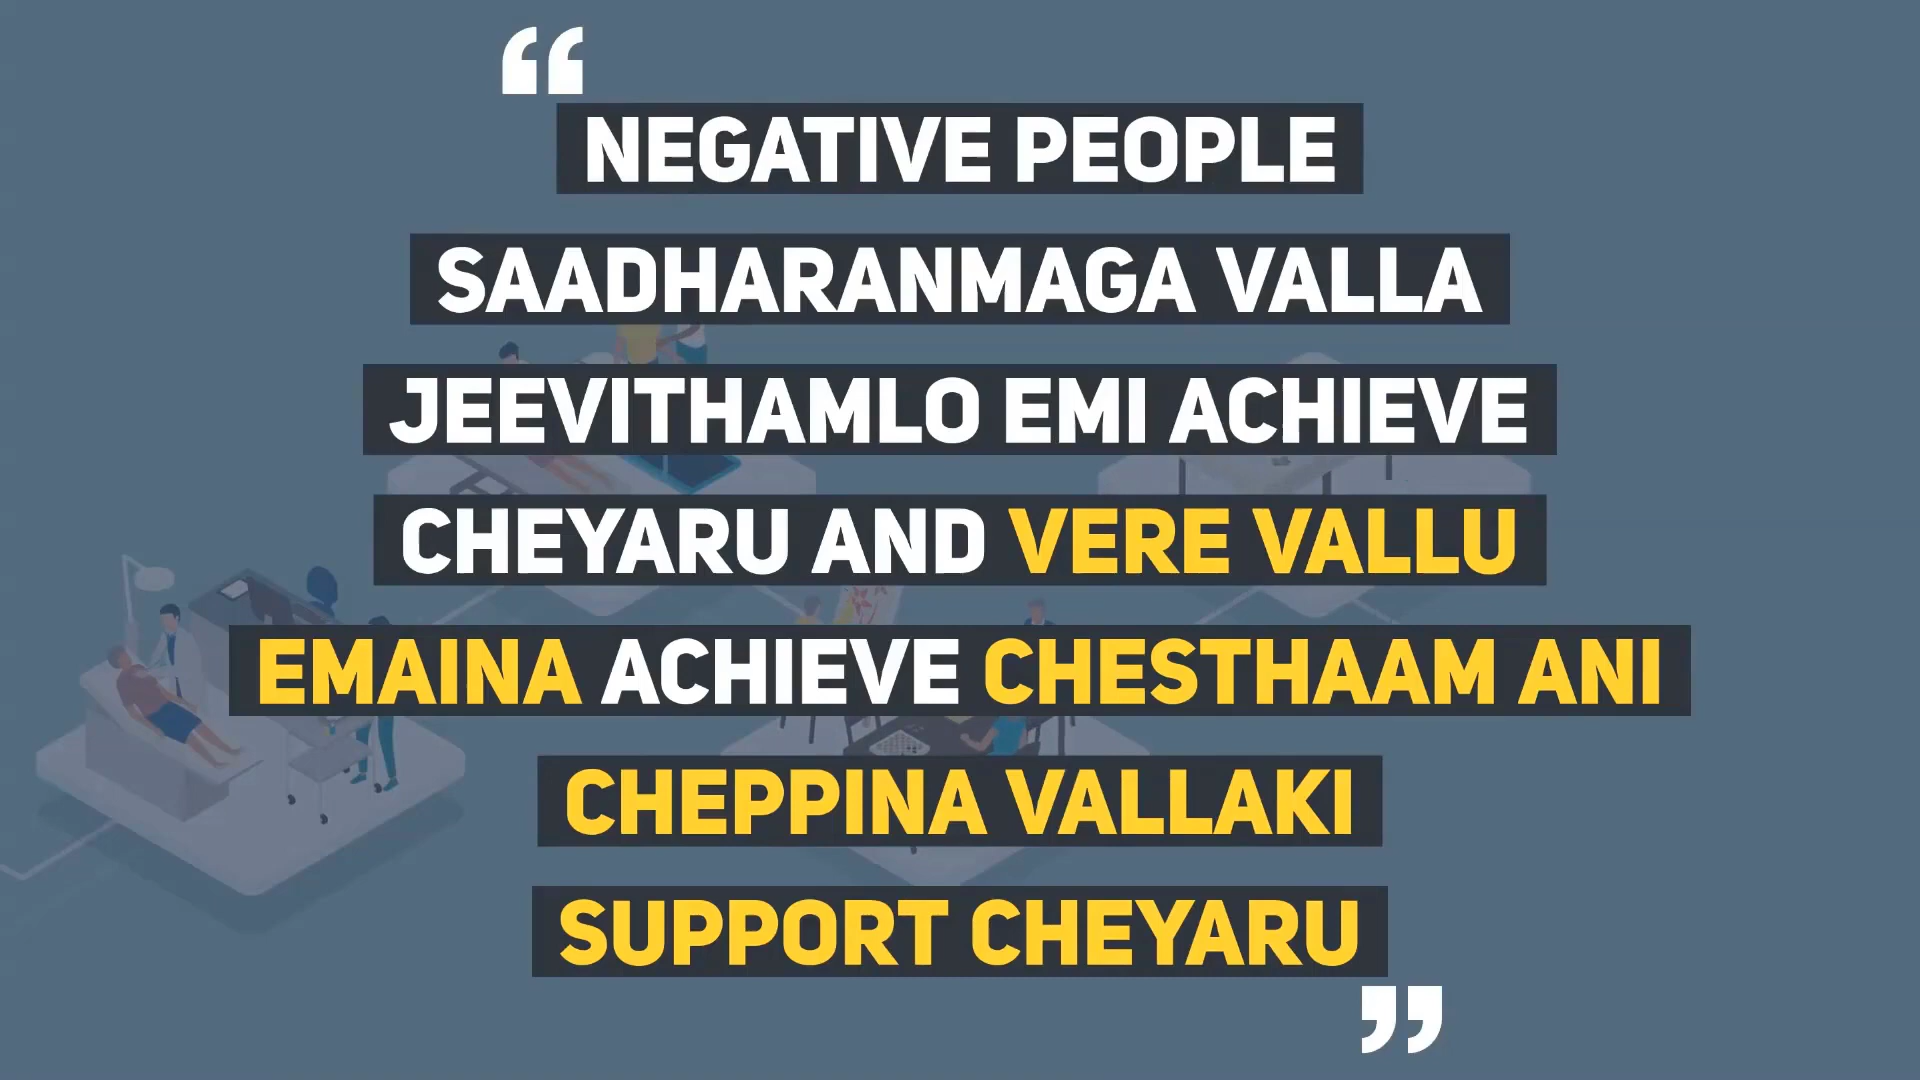 “
NEGATIVE PEOPLE
SAADHARANMAGA VALLA
JEEVITHAMLO EMI ACHIEVE
CHEYARU AND VERE VALLU
EMAINA ACHIEVE CHESTHAAM ANI
CHEPPINA VALLAKI
SUPPORT CHEYARU
”